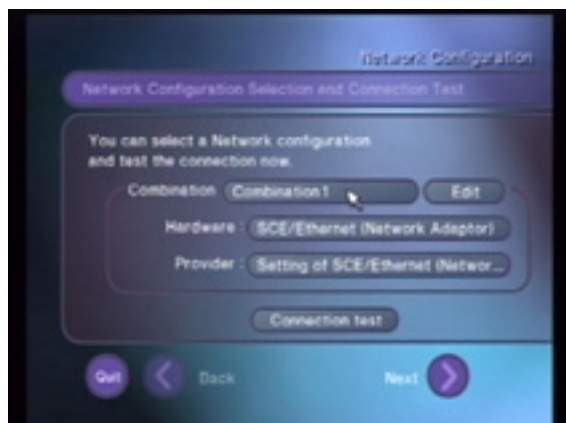 Network Configuration
Network Configuration Selection and Connection Test
You can select a Network configuration
and test the connection now.
Combination Combination1 Edit
Hardware : SCE/Ethernet (Network Adaptor)
Provider : Setting of SCE/Ethernet (Networ...
Connection test
Quit Back Next